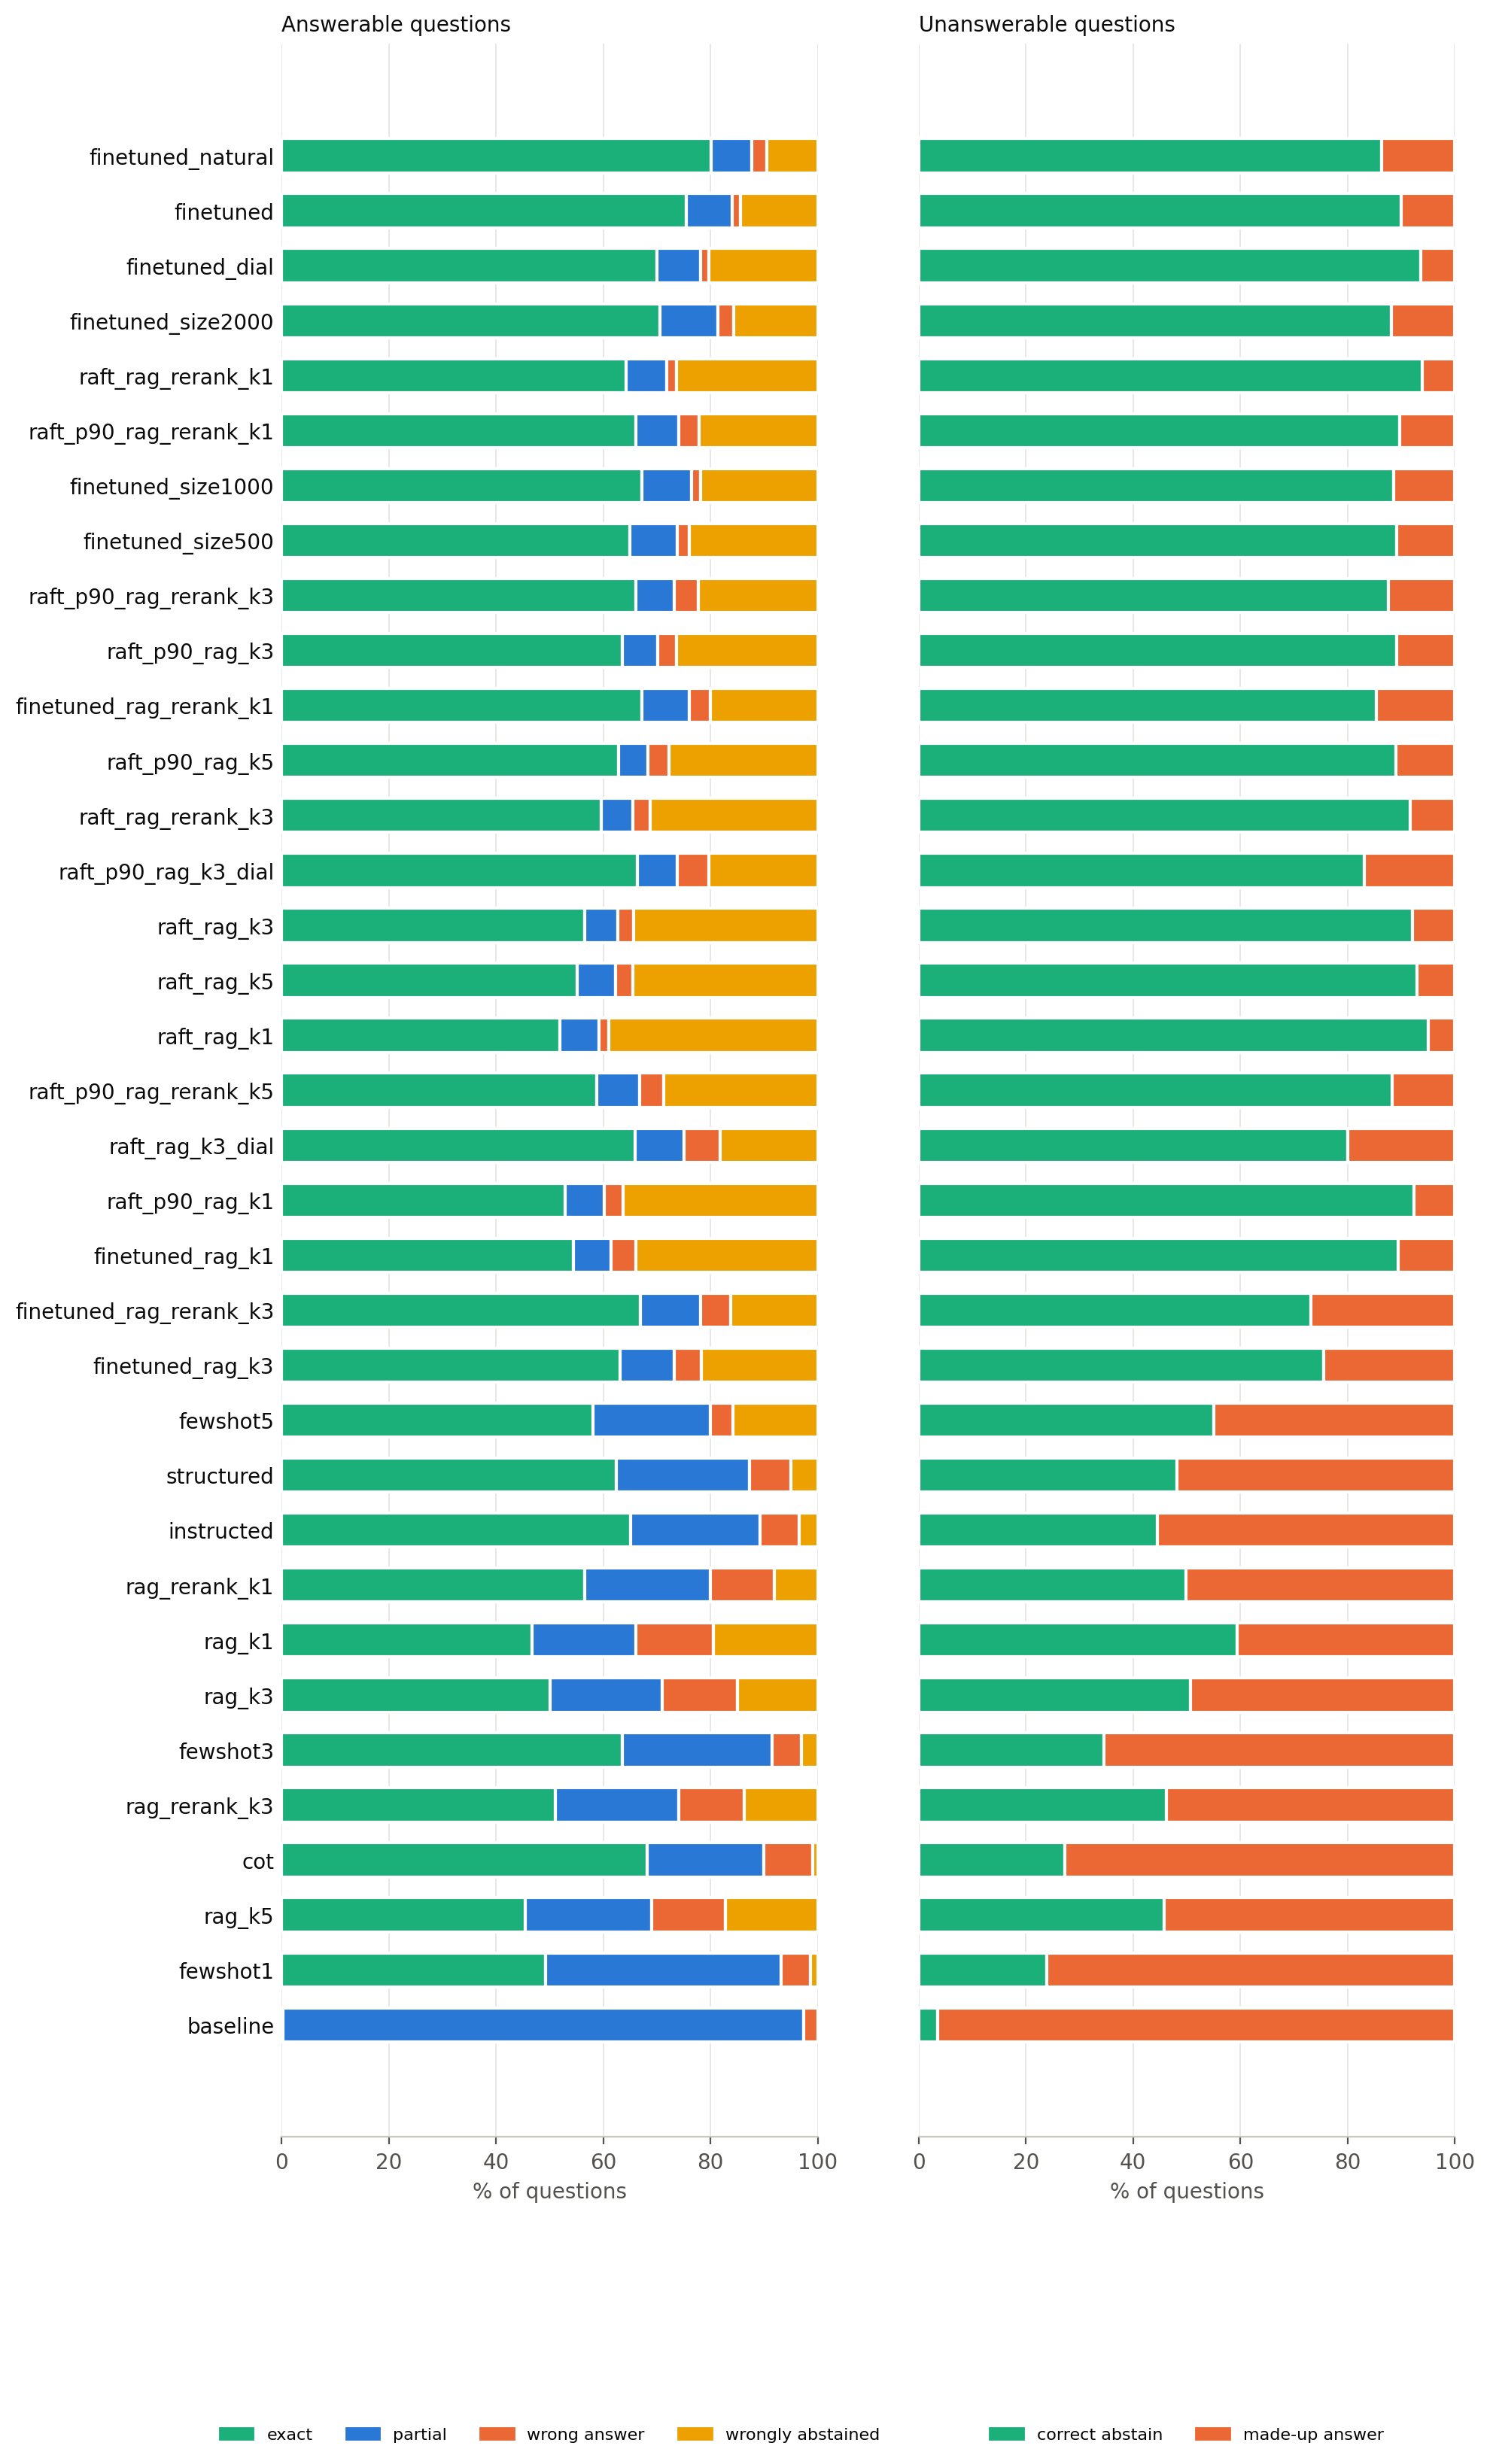 Answerable questions
Unanswerable questions
finetuned_natural
finetuned
finetuned_dial
finetuned_size2000
raft_rag_rerank_k1
raft_p90_rag_rerank_k1
finetuned_size1000
finetuned_size500
raft_p90_rag_rerank_k3
raft_p90_rag_k3
finetuned_rag_rerank_k1
raft_p90_rag_k5
raft_rag_rerank_k3
raft_p90_rag_k3_dial
raft_rag_k3
raft_rag_k5
raft_rag_k1
raft_p90_rag_rerank_k5
raft_rag_k3_dial
raft_p90_rag_k1
finetuned_rag_k1
finetuned_rag_rerank_k3
finetuned_rag_k3
fewshot5
structured
instructed
rag_rerank_k1
rag_k1
rag_k3
fewshot3
rag_rerank_k3
cot
rag_k5
fewshot1
baseline
0 20 40 60 80 100
% of questions
0 20 40 60 80 100
% of questions
exact partial wrong answer wrongly abstained
correct abstain made-up answer